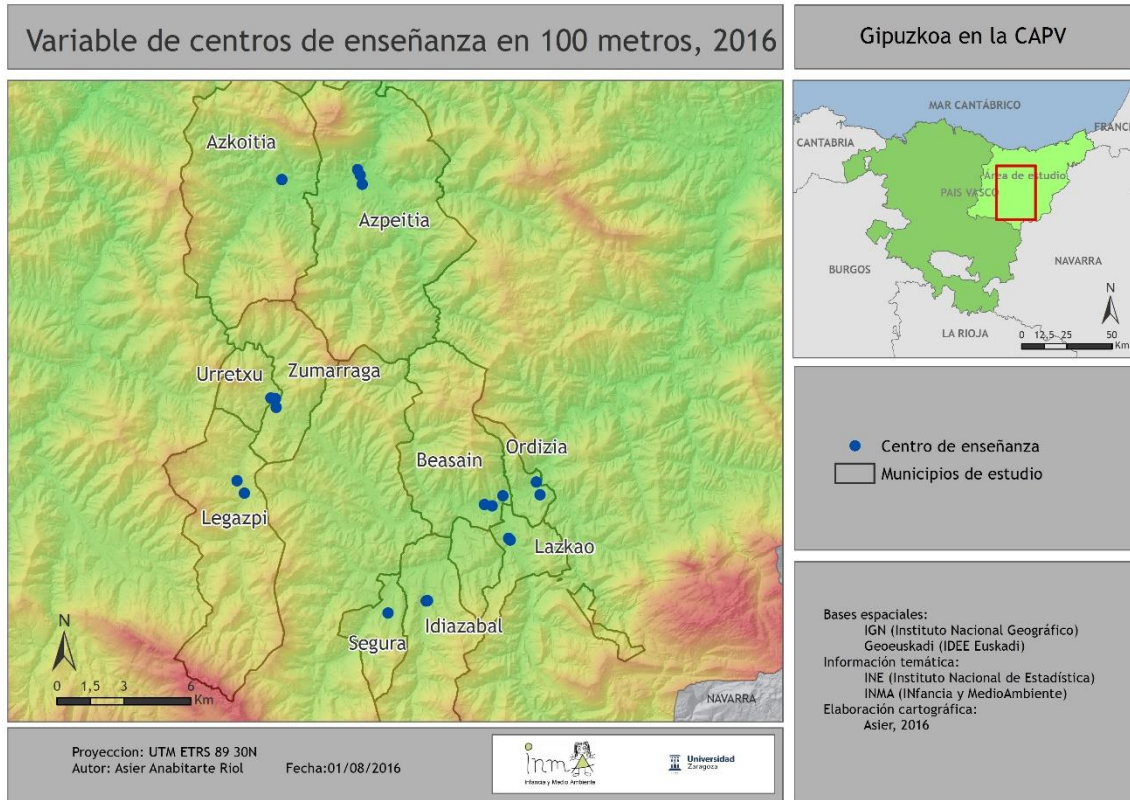 Variable de centros de enseñanza en 100 metros, 2016
Gipuzkoa en la CAPV
Azkoitia
Azpeitia
Urretxu
Zumarraga
Ordizia
Beasain
Legazpi
Lazkao
Idiazabal
Segura
N
0 1,5 3 6
Km
NAVARRA
MAR CANTÁBRICO
FRANC
CANTABRIA
Área de estudio
PAIS VASCO
BURGOS
NAVARRA
LA RIOJA
N
0 12,5 25 50
Km
Centro de enseñanza
Municipios de estudio
Bases espaciales:
IGN (Instituto Nacional Geográfico)
Geoeuskadi (IDEE Euskadi)
Información temática:
INE (Instituto Nacional de Estadística)
INMA (INfancia y MedioAmbiente)
Elaboración cartográfica:
Asier, 2016
Proyeccion: UTM ETRS 89 30N
Autor: Asier Anabitarte Riol Fecha:01/08/2016
inmA
Infancia y Medio Ambiente
Universidad
Zaragoza